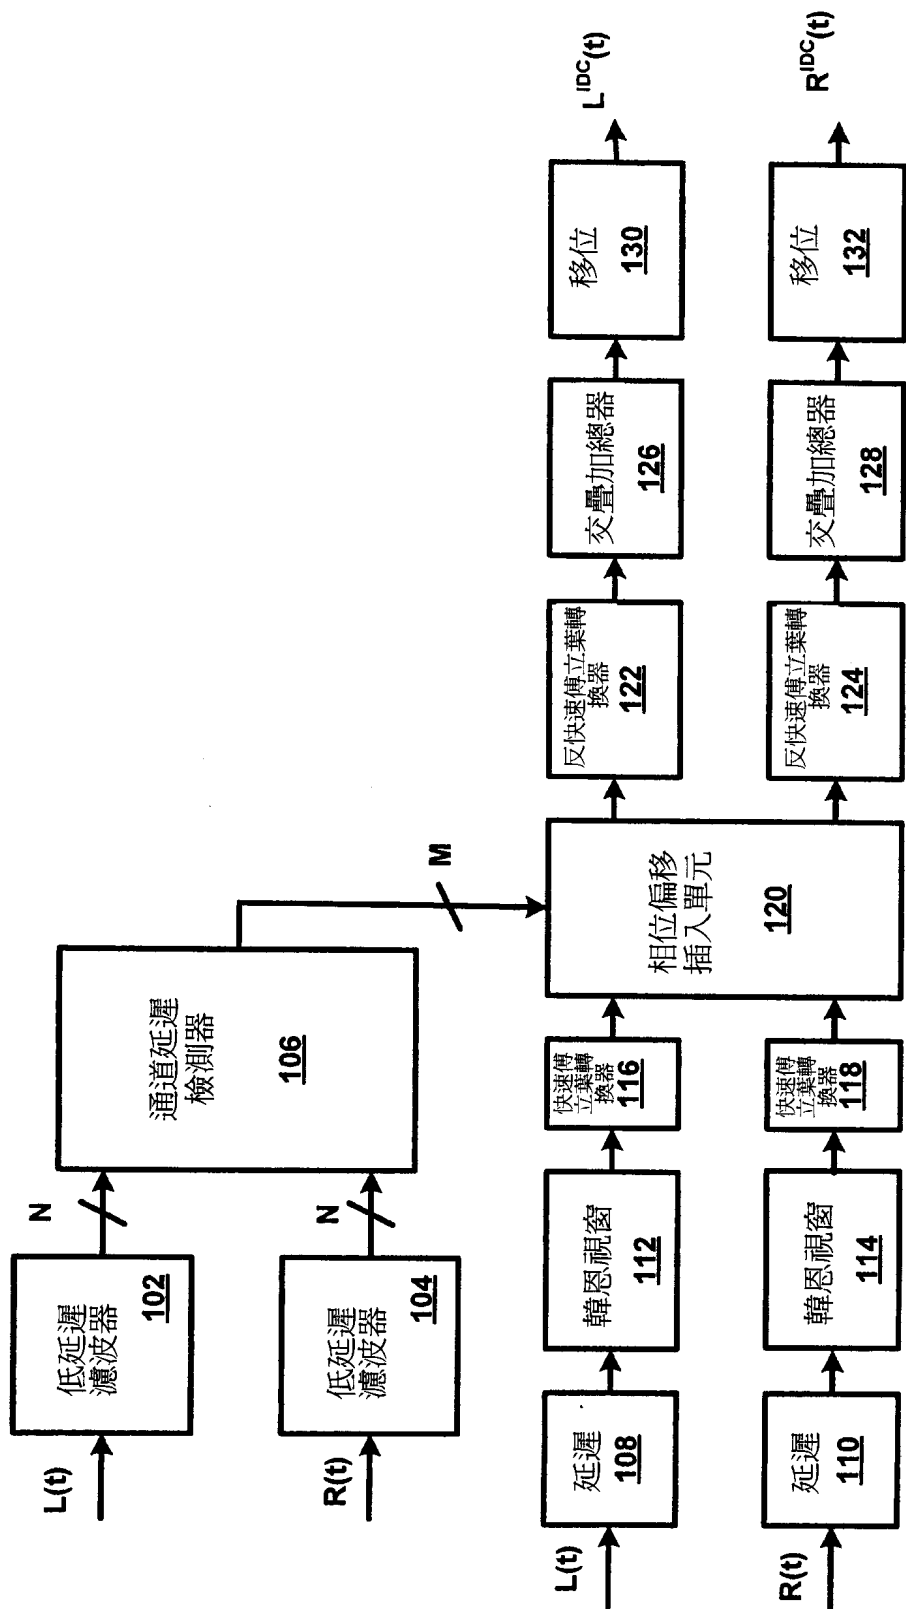 L(t)
低延遲
濾波器
102
N
R(t)
低延遲
濾波器
104
N
通道延遲
檢測器
106
M
L(t)
延遲
108
韓恩視窗
112
快速傅
立葉轉
換器
116
相位偏移
插入單元
120
反快速傅立葉轉
換器
122
交疊加總器
126
移位
130
L^IDC(t)
R(t)
延遲
110
韓恩視窗
114
快速傅
立葉轉
換器
118
反快速傅立葉轉
換器
124
交疊加總器
128
移位
132
R^IDC(t)